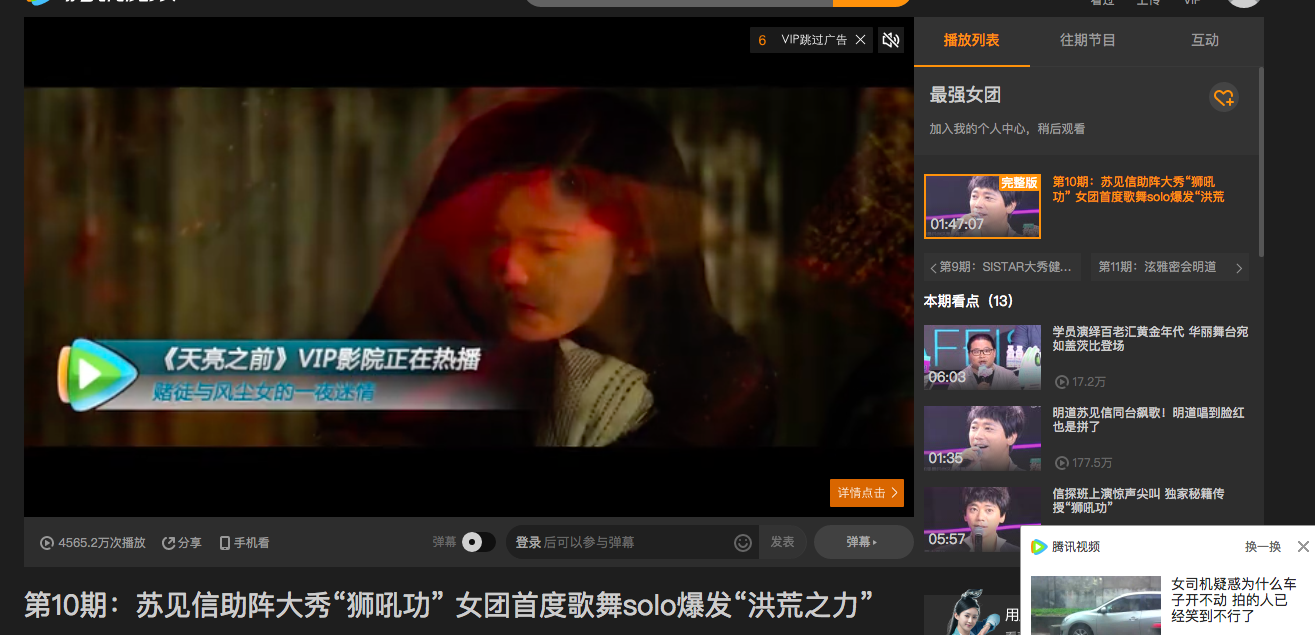 看过 上传 VIP
6 VIP跳过广告
播放列表 往期节目 互动
最强女团
加入我的个人中心，稍后观看
完整版
01:47:07
第10期：苏见信助阵大秀“狮吼
功” 女团首度歌舞solo爆发“洪荒
第9期：SISTAR大秀健...
第11期：泫雅密会明道
本期看点（13）
06:03
学员演绎百老汇黄金年代 华丽舞台宛
如盖茨比登场
17.2万
01:35
明道苏见信同台飙歌！明道唱到脸红
也是拼了
177.5万
05:57
信探班上演惊声尖叫 独家秘籍传
授“狮吼功”
《天亮之前》VIP影院正在热播
赌徒与风尘女的一夜迷情
详情点击
4565.2万次播放 分享 手机看
弹幕
登录 后可以参与弹幕
发表
弹幕
第10期：苏见信助阵大秀“狮吼功” 女团首度歌舞solo爆发“洪荒之力”
用
腾讯视频
换一换
女司机疑惑为什么车
子开不动 拍的人已
经笑到不行了